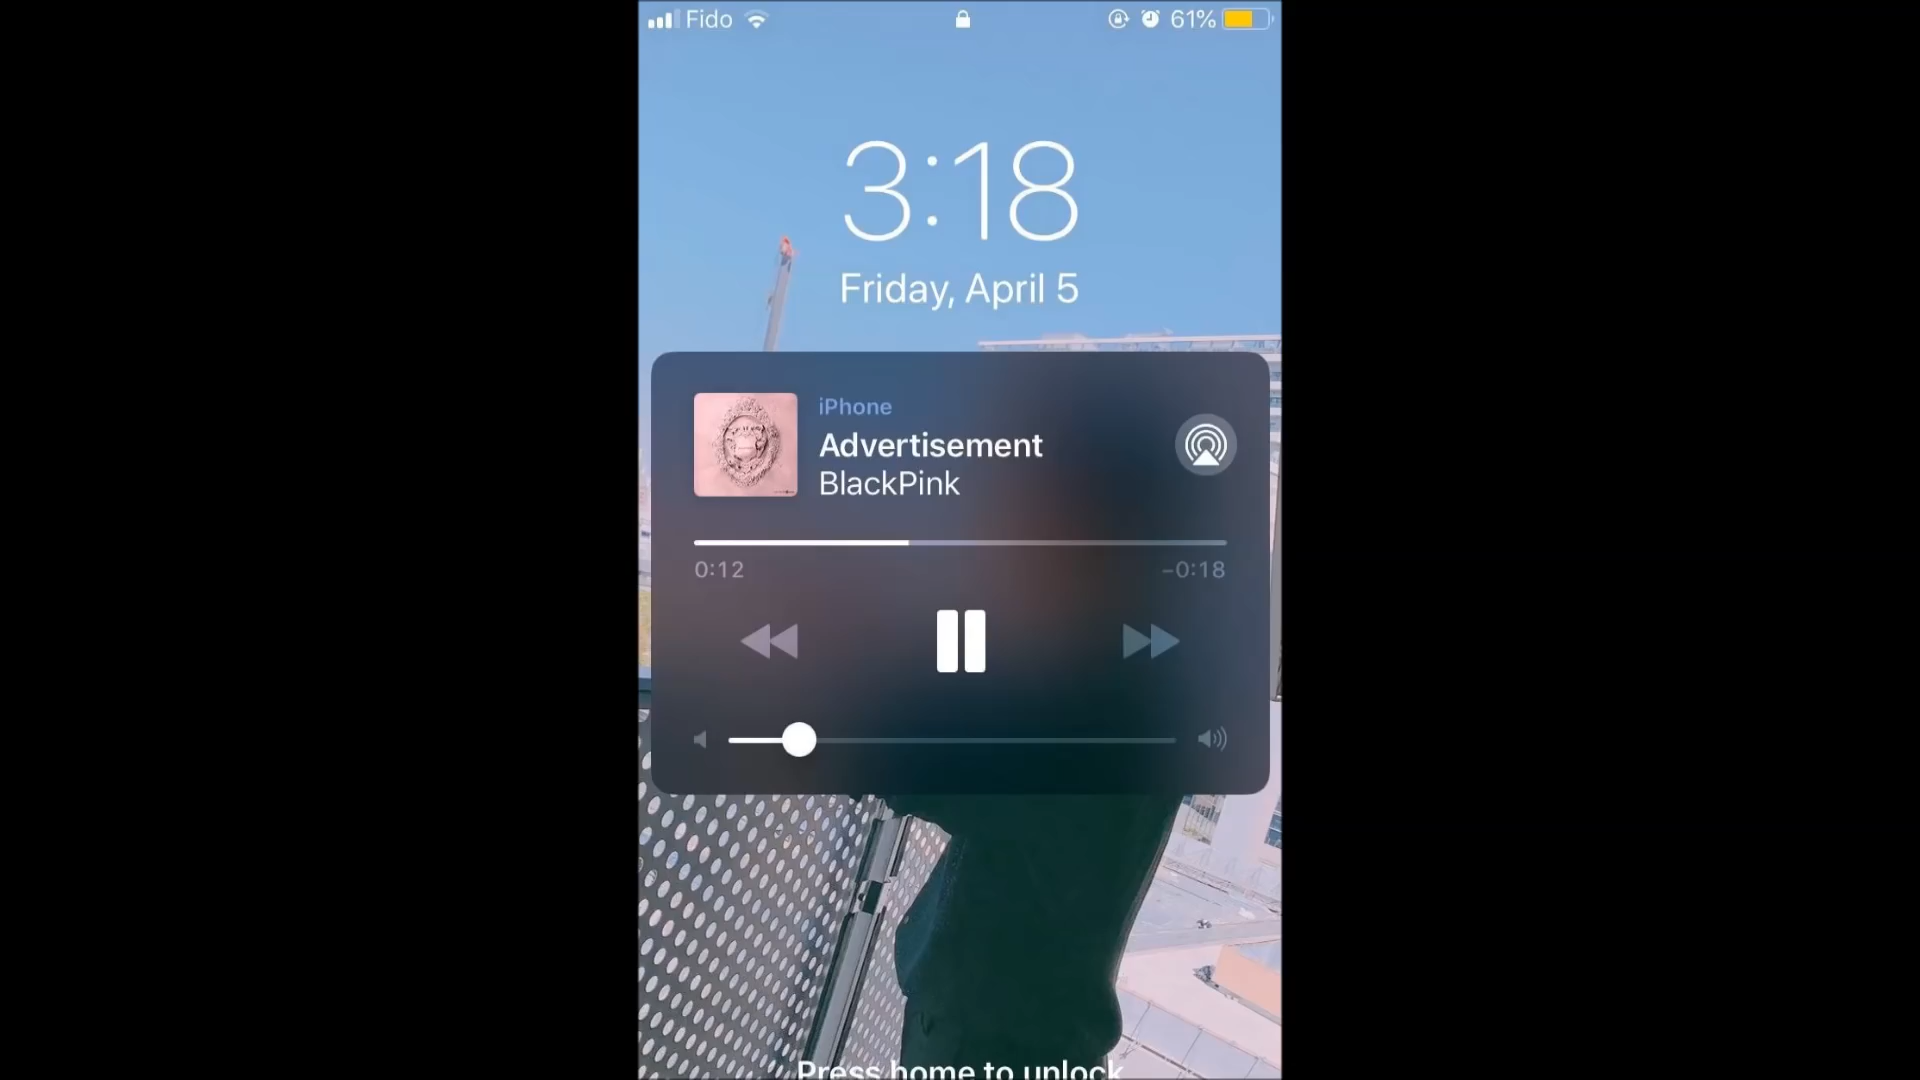 Fido
61%
3:18
Friday, April 5
iPhone
Advertisement
BlackPink
0:12
-0:18
Press home to unlock